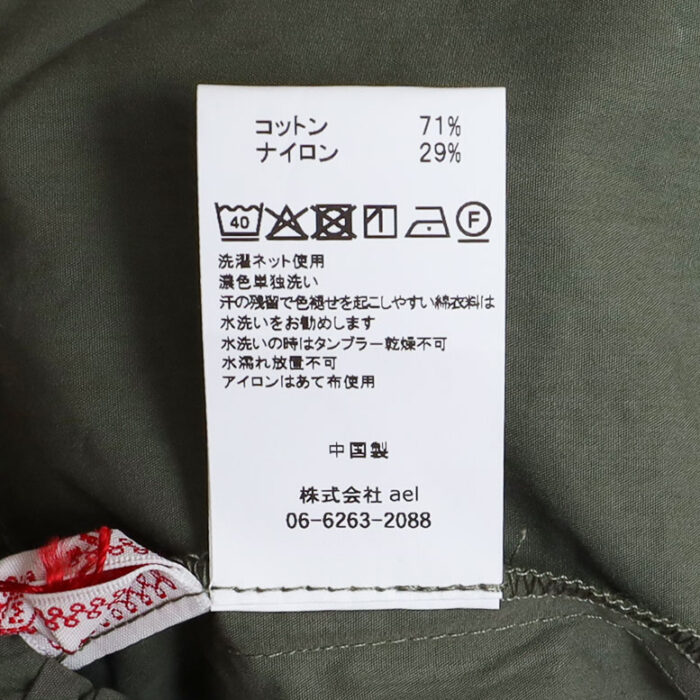 コットン 71%
ナイロン 29%
40 F
洗濯ネット使用
濃色単独洗い
汗の残留で色褪せを起こしやすい綿衣料は
水洗いをお勧めします
水洗いの時はタンブラー乾燥不可
水濡れ放置不可
アイロンはあて布使用
中国製
株式会社 ael
06-6263-2088